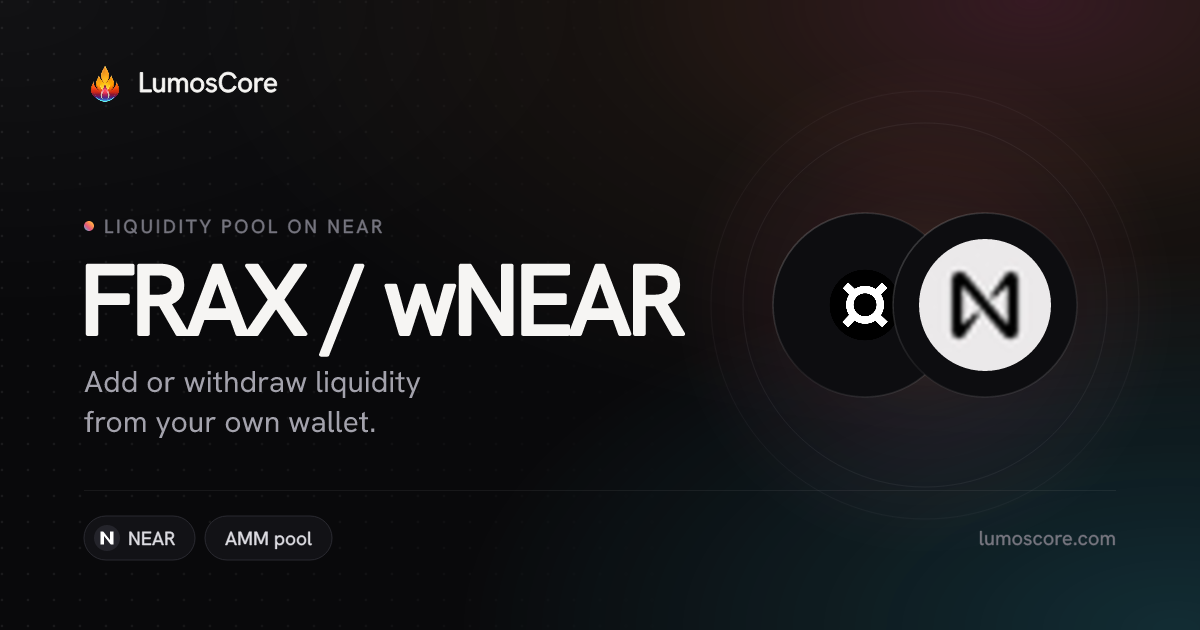 LumosCore
LIQUIDITY POOL ON NEAR
FRAX / wNEAR
Add or withdraw liquidity
from your own wallet.
NEAR
AMM pool
lumoscore.com